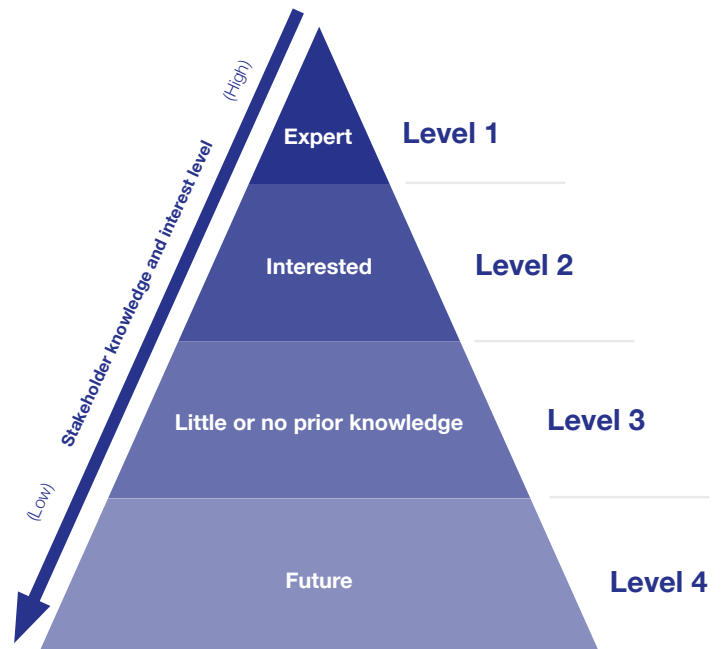 (High)
Stakeholder knowledge and interest level
(Low)
Expert
Level 1
Interested
Level 2
Little or no prior knowledge
Level 3
Future
Level 4